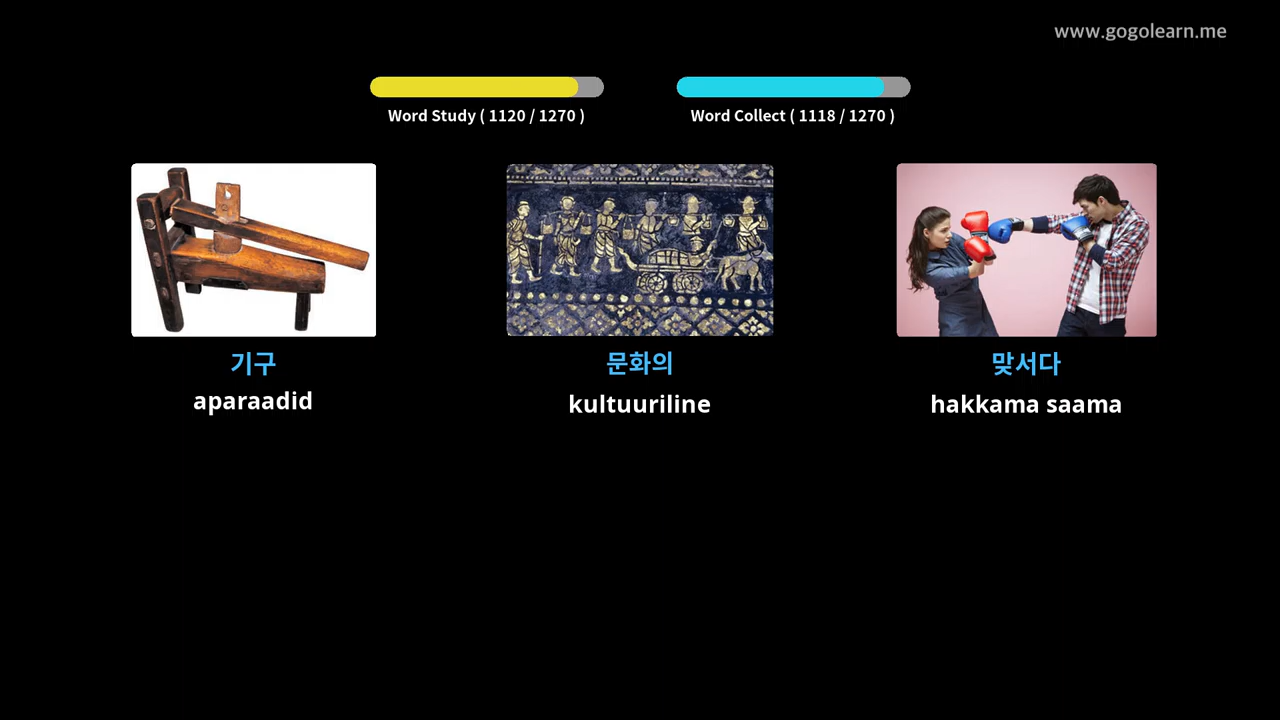 www.gogolearn.me
Word Study ( 1120 / 1270 )
Word Collect ( 1118 / 1270 )
기구
문화의
맞서다
aparaadid
kultuuriline
hakkama saama